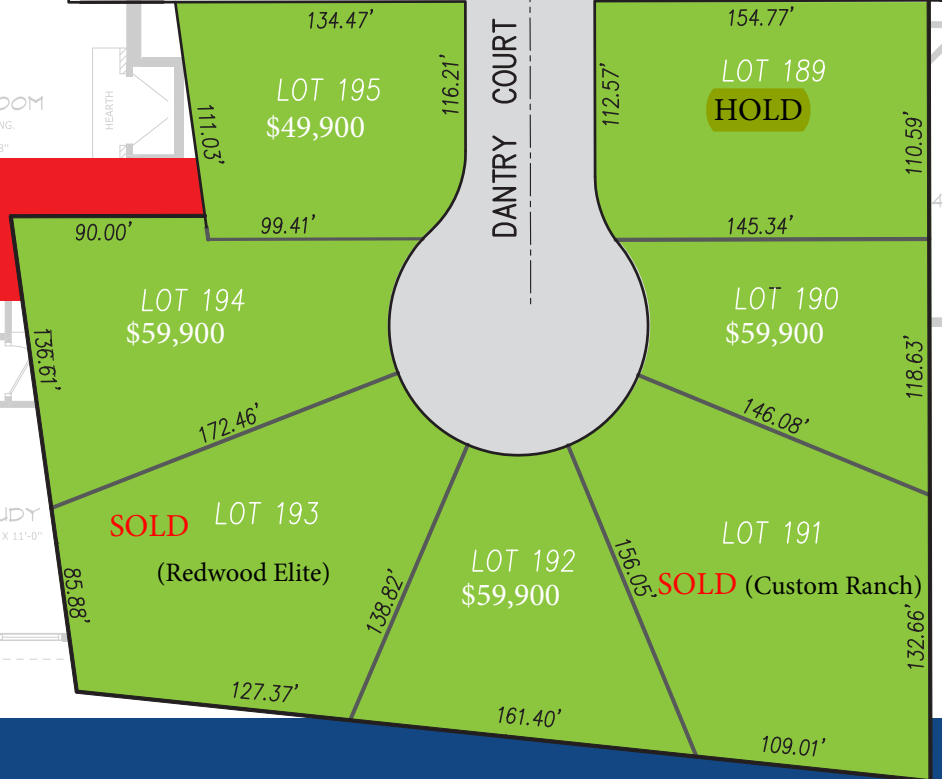 134.47’
154.77’
DANTRY COURT
116.21’
112.57’
LOT 195
$49,900
LOT 189
HOLD
111.03’
110.59’
HEARTH
90.00’
99.41’
145.34’
LOT 194
$59,900
LOT 190
$59,900
136.61’
118.63’
172.46’
146.08’
SOLD
LOT 193
(Redwood Elite)
LOT 192
$59,900
LOT 191
SOLD (Custom Ranch)
85.88’
138.82’
156.05’
132.66’
127.37’
161.40’
109.01’
X 11'-0"